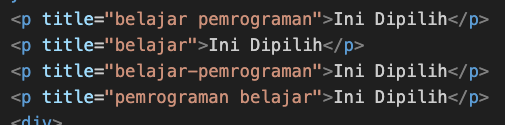 <p title="belajar pemrograman">Ini Dipilih</p>
<p title="belajar">Ini Dipilih</p>
<p title="belajar-pemrograman">Ini Dipilih</p>
<p title="pemrograman belajar">Ini Dipilih</p>
<div>